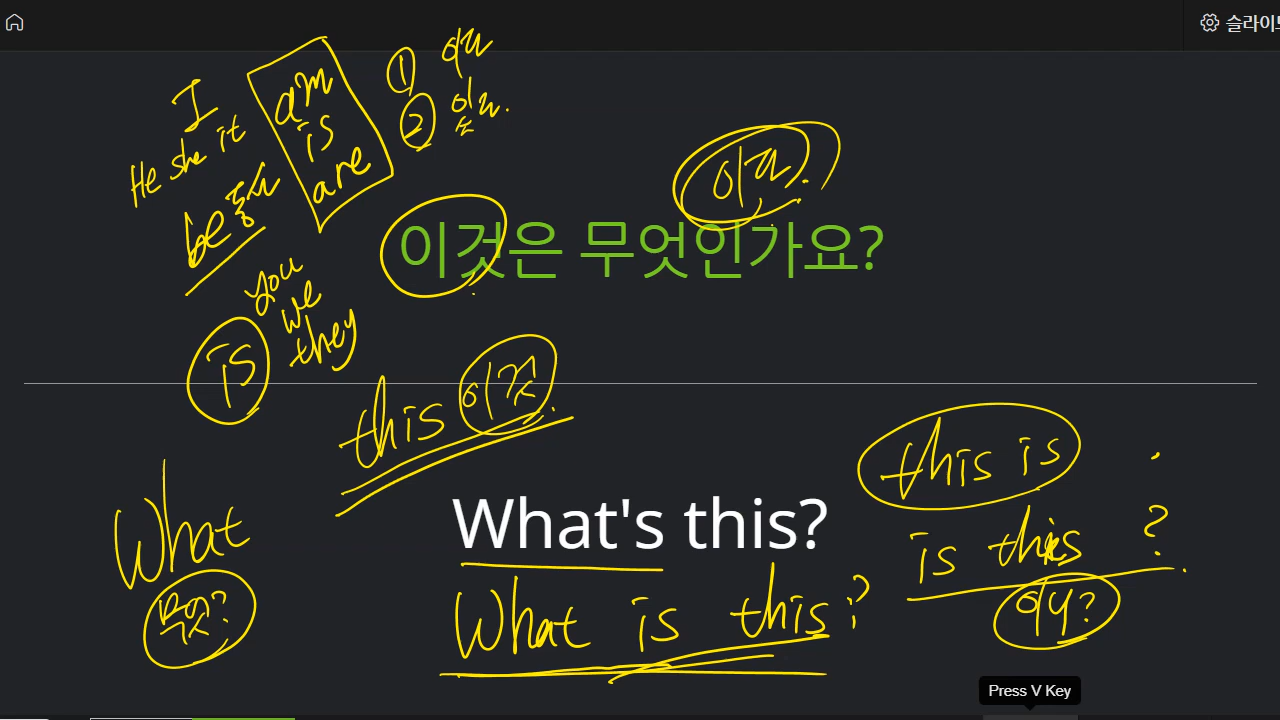 슬라이드
I am ① 이다
He she it is ② 있다.
are
be동사
이다.
이것은 무엇인가요?
you
we
they
is
this 이것
this is .
What
무엇?
What's this?
is this ?
이니?
What is this?
Press V Key